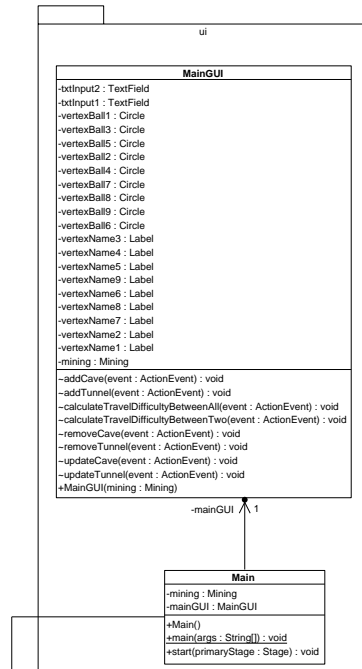 ui
MainGUI
-txtInput2 : TextField
-txtInput1 : TextField
-vertexBall1 : Circle
-vertexBall3 : Circle
-vertexBall5 : Circle
-vertexBall2 : Circle
-vertexBall4 : Circle
-vertexBall7 : Circle
-vertexBall8 : Circle
-vertexBall9 : Circle
-vertexBall6 : Circle
-vertexName3 : Label
-vertexName4 : Label
-vertexName5 : Label
-vertexName9 : Label
-vertexName6 : Label
-vertexName8 : Label
-vertexName7 : Label
-vertexName2 : Label
-vertexName1 : Label
-mining : Mining
~addCave(event : ActionEvent) : void
~addTunnel(event : ActionEvent) : void
~calculateTravelDifficultyBetweenAll(event : ActionEvent) : void
~calculateTravelDifficultyBetweenTwo(event : ActionEvent) : void
~removeCave(event : ActionEvent) : void
~removeTunnel(event : ActionEvent) : void
~updateCave(event : ActionEvent) : void
~updateTunnel(event : ActionEvent) : void
+MainGUI(mining : Mining)
-mainGUI 1
Main
-mining : Mining
-mainGUI : MainGUI
+Main()
+main(args : String[]) : void
+start(primaryStage : Stage) : void